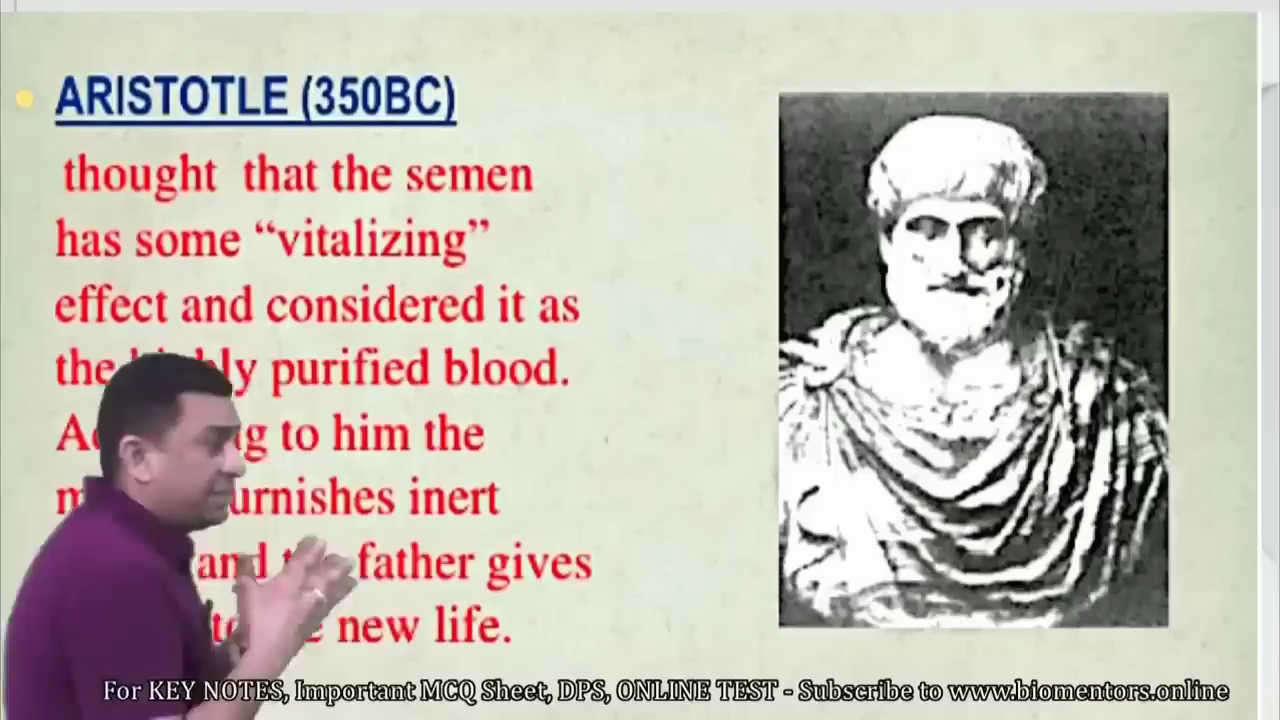 ARISTOTLE (350BC)
thought that the semen
has some “vitalizing”
effect and considered it as
the purified blood.
to him the
inert
and father gives
new life.
For KEY NOTES, Important MCQ Sheet, DPS, ONLINE TEST - Subscribe to www.biomentors.online